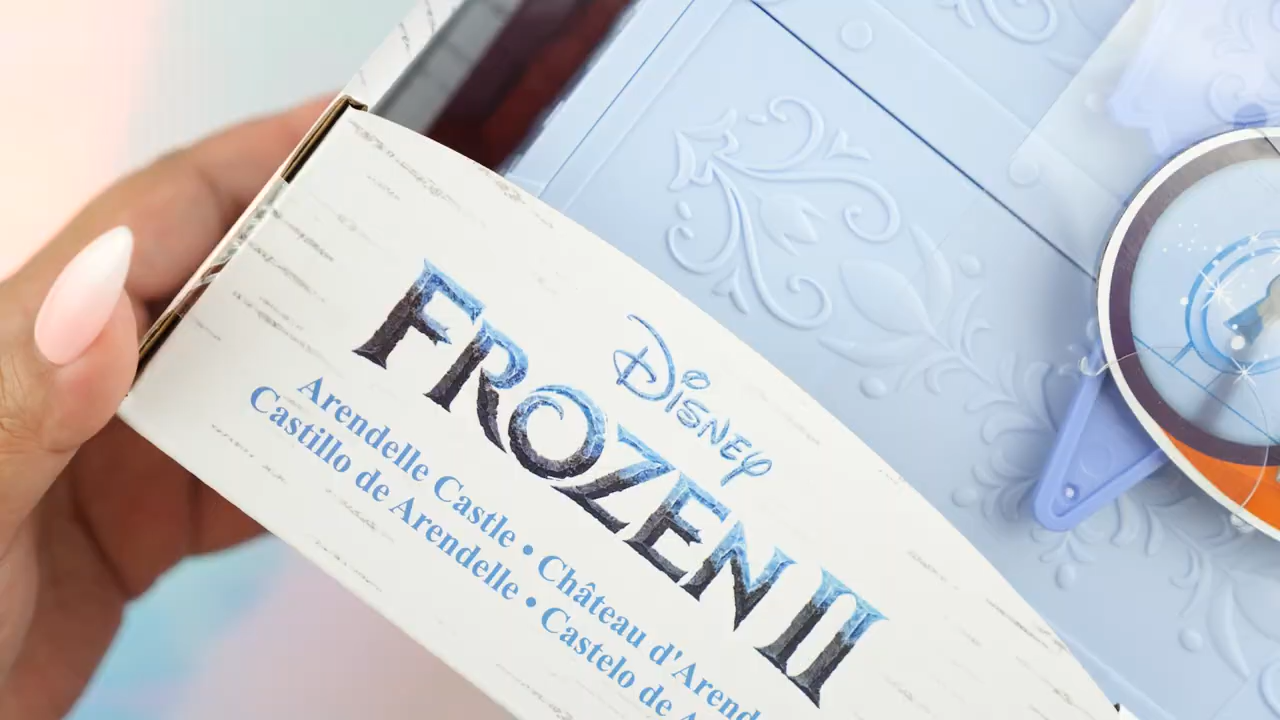 Disney
FROZEN II
Arendelle Castle • Château d'Arend
Castillo de Arendelle • Castelo de